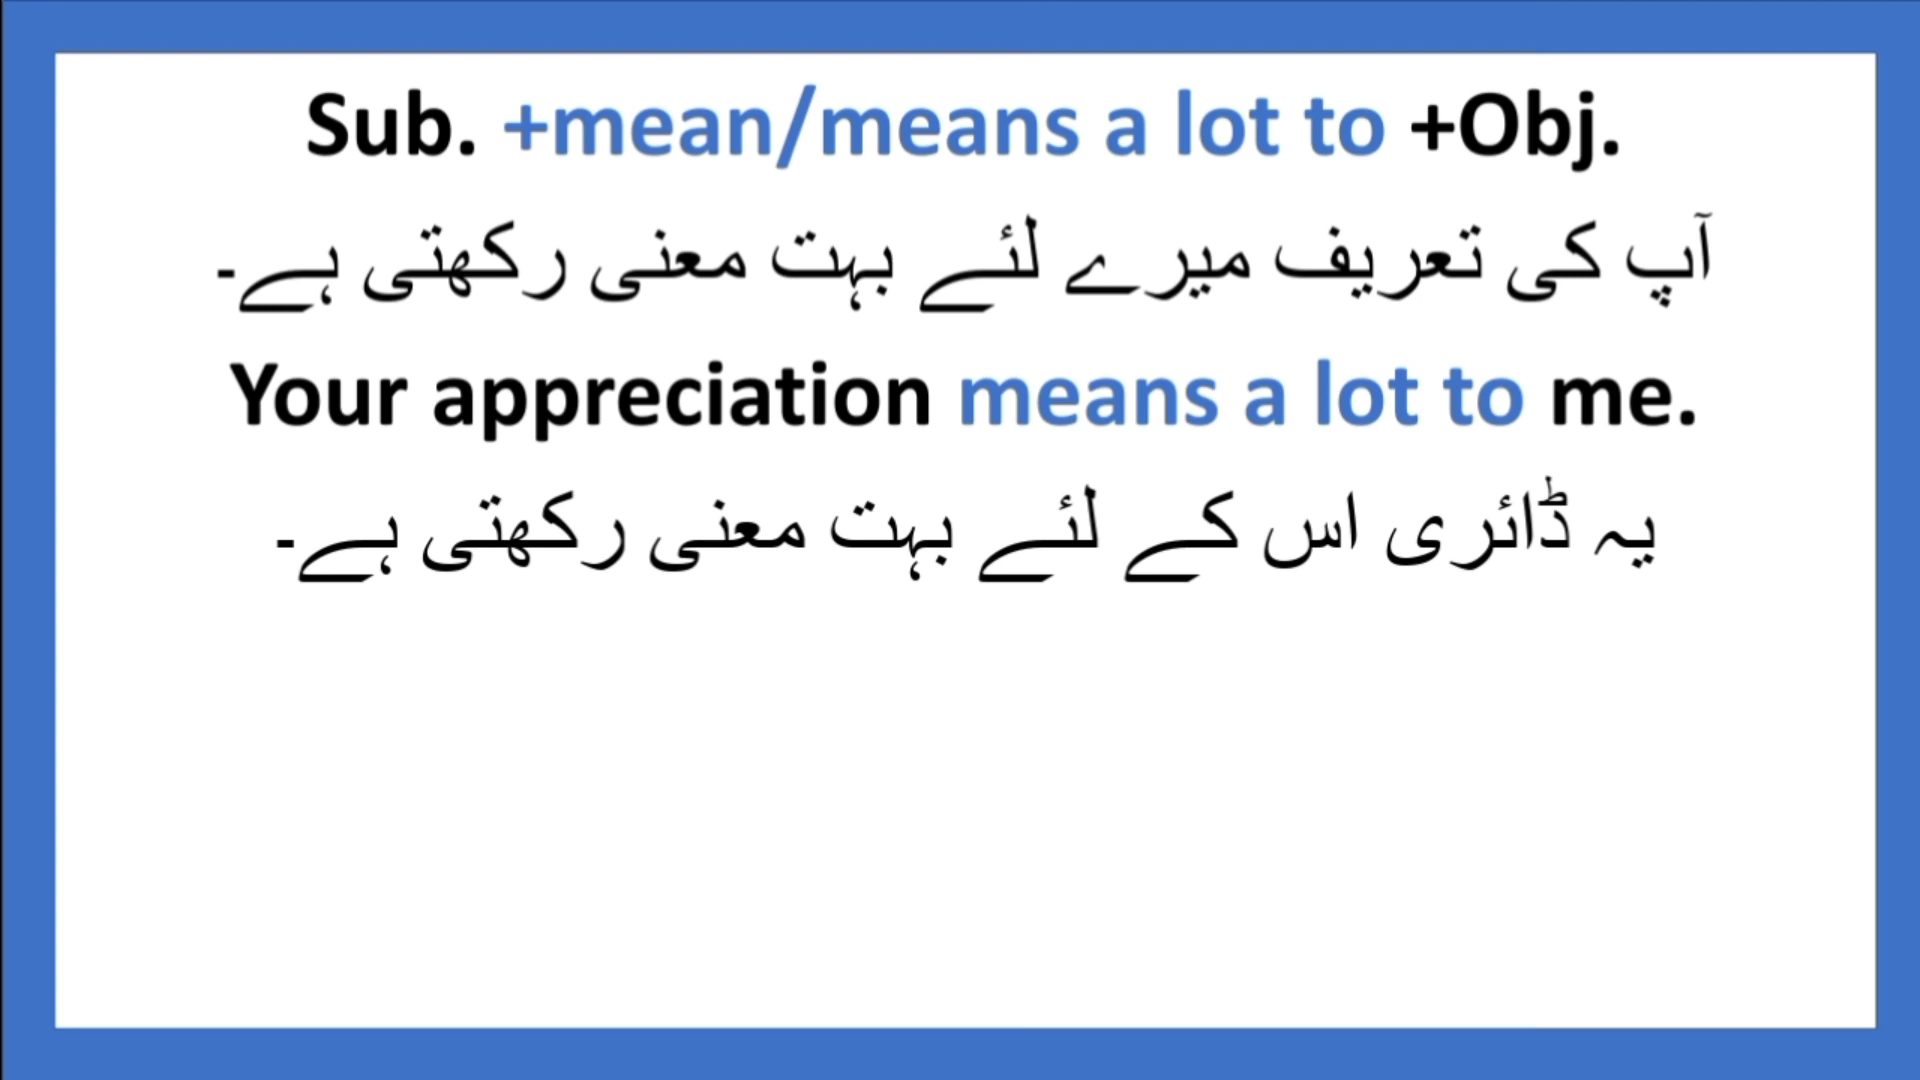 Sub. +mean/means a lot to +Obj.
آپ کی تعریف میرے لئے بہت معنی رکھتی ہے۔
Your appreciation means a lot to me.
یہ ڈائری اس کے لئے بہت معنی رکھتی ہے۔